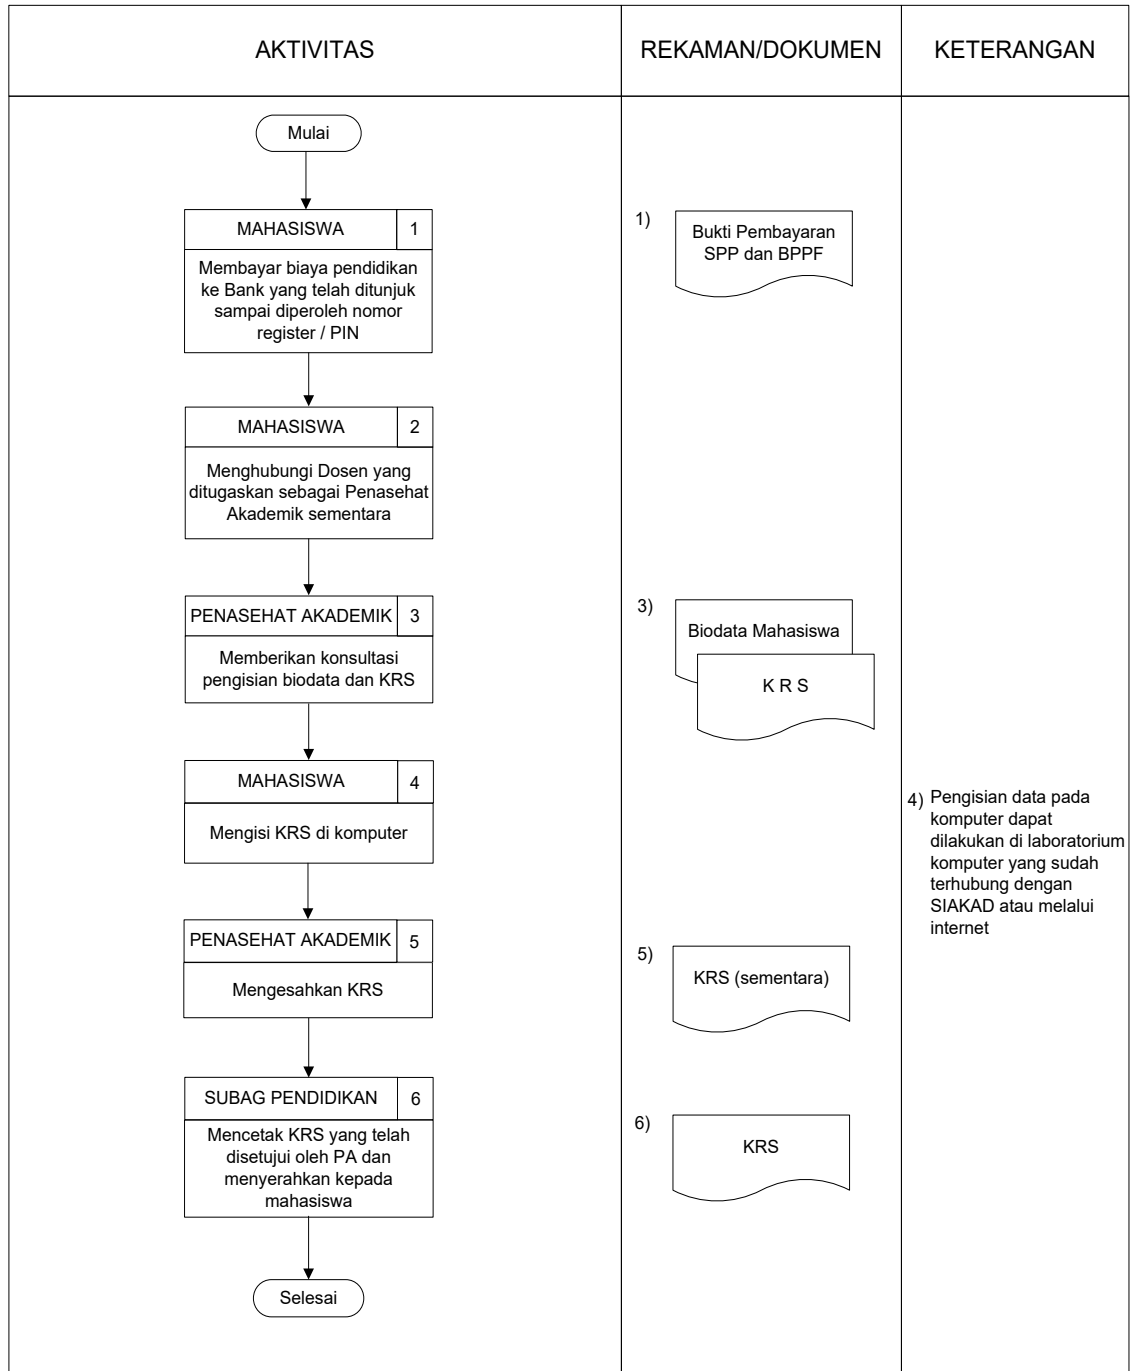 AKTIVITAS
REKAMAN/DOKUMEN
KETERANGAN
Mulai
MAHASISWA
1
Membayar biaya pendidikan
ke Bank yang telah ditunjuk
sampai diperoleh nomor
register / PIN
1)
Bukti Pembayaran
SPP dan BPPF
MAHASISWA
2
Menghubungi Dosen yang
ditugaskan sebagai Penasehat
Akademik sementara
PENASEHAT AKADEMIK
3
Memberikan konsultasi
pengisian biodata dan KRS
3)
Biodata Mahasiswa
K R S
MAHASISWA
4
Mengisi KRS di komputer
4) Pengisian data pada
komputer dapat
dilakukan di laboratorium
komputer yang sudah
terhubung dengan
SIAKAD atau melalui
internet
PENASEHAT AKADEMIK
5
Mengesahkan KRS
5)
KRS (sementara)
SUBAG PENDIDIKAN
6
Mencetak KRS yang telah
disetujui oleh PA dan
menyerahkan kepada
mahasiswa
6)
KRS
Selesai